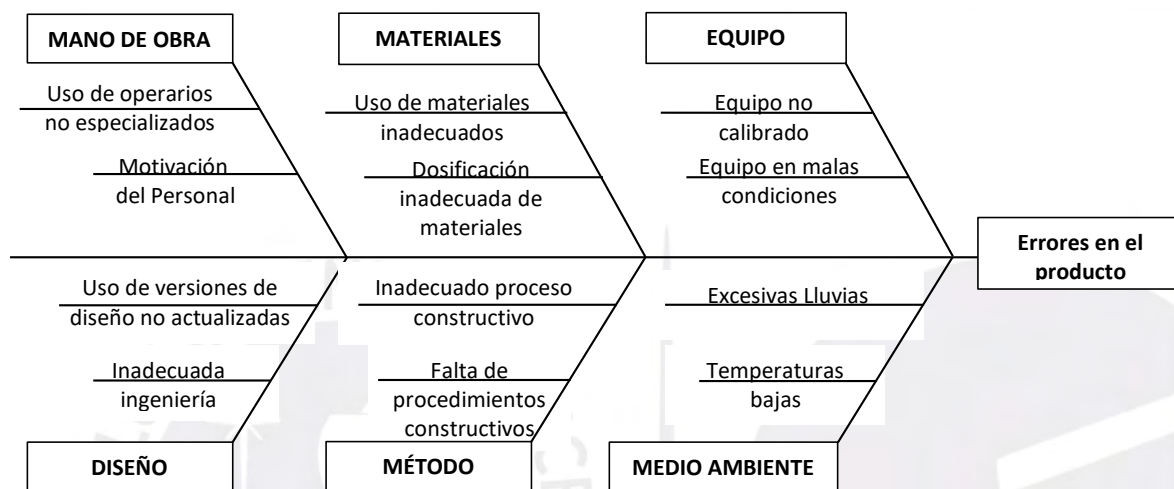 MANO DE OBRA
MATERIALES
EQUIPO
Uso de operarios
no especializados
Motivación
del Personal
Uso de materiales
inadecuados
Dosificación
inadecuada de
materiales
Equipo no
calibrado
Equipo en malas
condiciones
Errores en el
producto
Uso de versiones de
diseño no actualizadas
Inadecuada
ingeniería
Inadecuado proceso
constructivo
Falta de
procedimientos
constructivos
Excesivas Lluvias
Temperaturas
bajas
DISEÑO
MÉTÓDO
MEDIO AMBIENTE